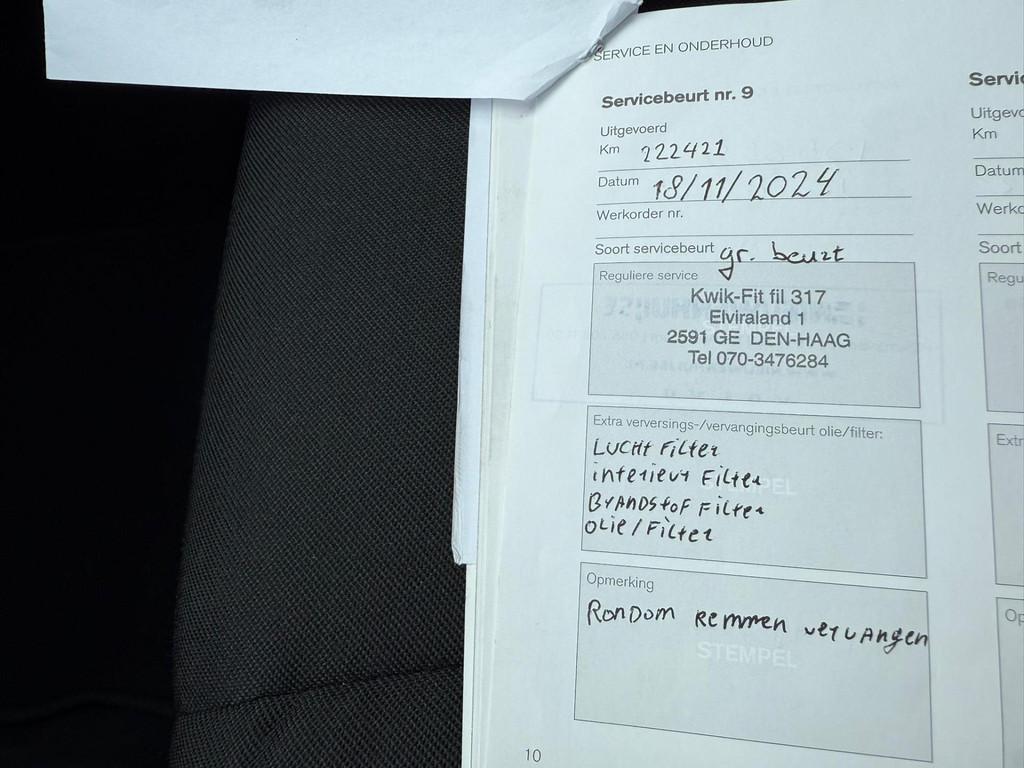 SERVICE EN ONDERHOUD
Servicebeurt nr. 9
Uitgevoerd
Km 222421
Datum 18/11/2024
Werkorder nr.
Soort servicebeurt gr. beurt
Reguliere service
Kwik-Fit fil 317
Elviraland 1
2591 GE DEN-HAAG
Tel 070-3476284
Extra verversings-/vervangingsbeurt olie/filter:
LUCHt Filter
interieur Filter
BrANDStoF Filter
OLie/Filter
Opmerking
RonDom Remmen vervangen
STEMPEL
10
Servic
Uitgevo
Km
Datum
Werko
Soort
Regu
Extr
Op